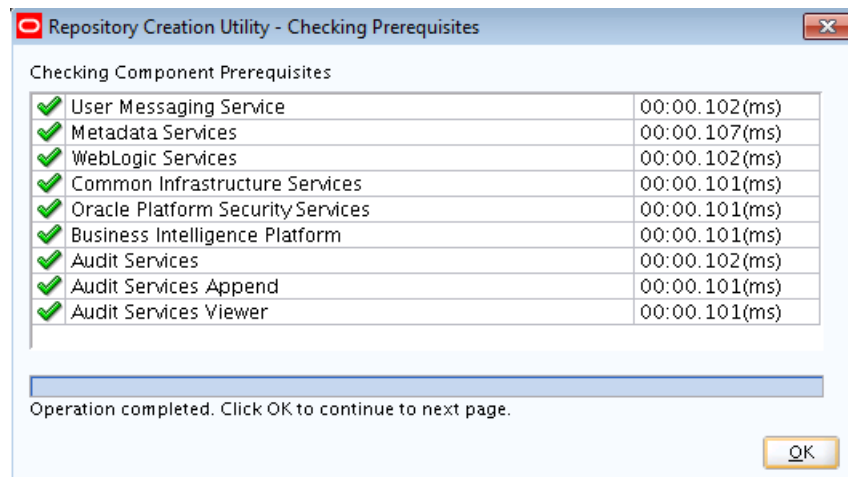 Repository Creation Utility - Checking Prerequisites
Checking Component Prerequisites
User Messaging Service 00:00.102(ms)
Metadata Services 00:00.107(ms)
WebLogic Services 00:00.102(ms)
Common Infrastructure Services 00:00.101(ms)
Oracle Platform Security Services 00:00.101(ms)
Business Intelligence Platform 00:00.101(ms)
Audit Services 00:00.102(ms)
Audit Services Append 00:00.101(ms)
Audit Services Viewer 00:00.101(ms)
Operation completed. Click OK to continue to next page.
OK